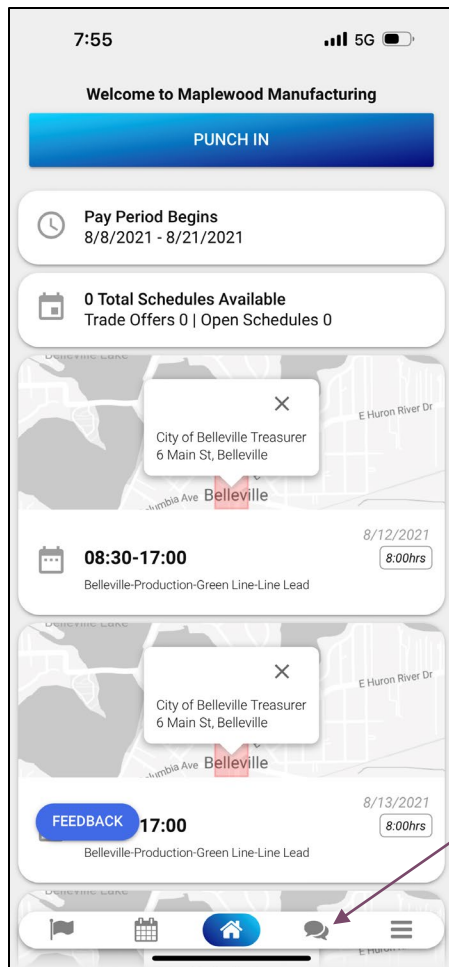 7:55
5G
Welcome to Maplewood Manufacturing
PUNCH IN
Pay Period Begins
8/8/2021 - 8/21/2021
0 Total Schedules Available
Trade Offers 0 | Open Schedules 0
Belleville Lake
E Huron River Dr
City of Belleville Treasurer
6 Main St, Belleville
Ave Belleville
8/12/2021
08:30-17:00
8:00hrs
Belleville-Production-Green Line-Line Lead
E Huron River Dr
City of Belleville Treasurer
6 Main St, Belleville
Ave Belleville
8/13/2021
FEEDBACK
17:00
8:00hrs
Belleville-Production-Green Line-Line Lead